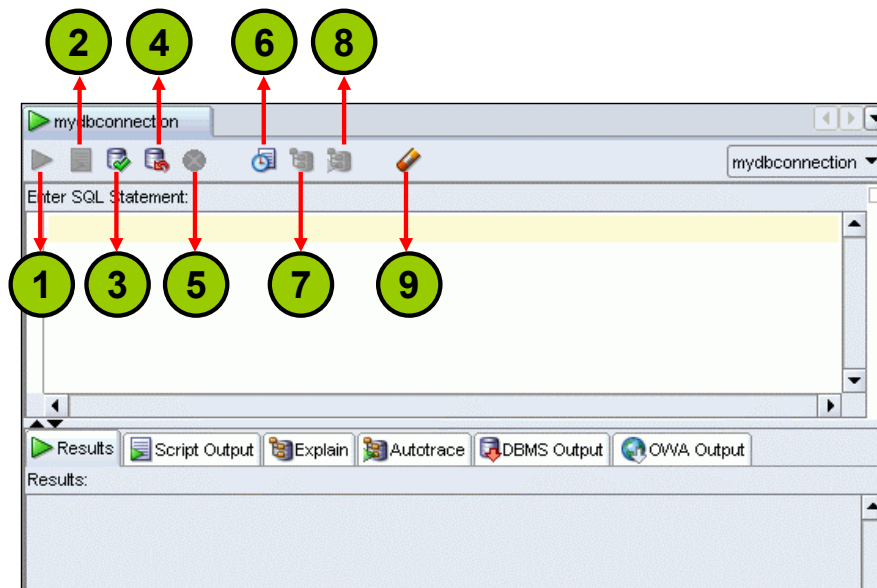 2 4 6 8
mydbconnection
mydbconnection
Enter SQL Statement:
1 3 5 7 9
Results Script Output Explain Autotrace DBMS Output OWA Output
Results: